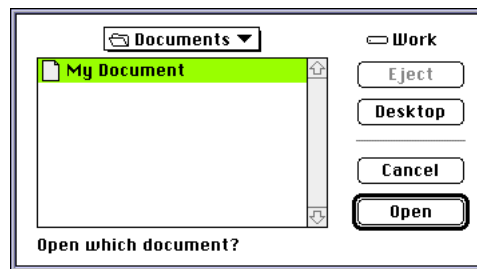 Documents
Work
My Document
Eject
Desktop
Cancel
Open
Open which document?